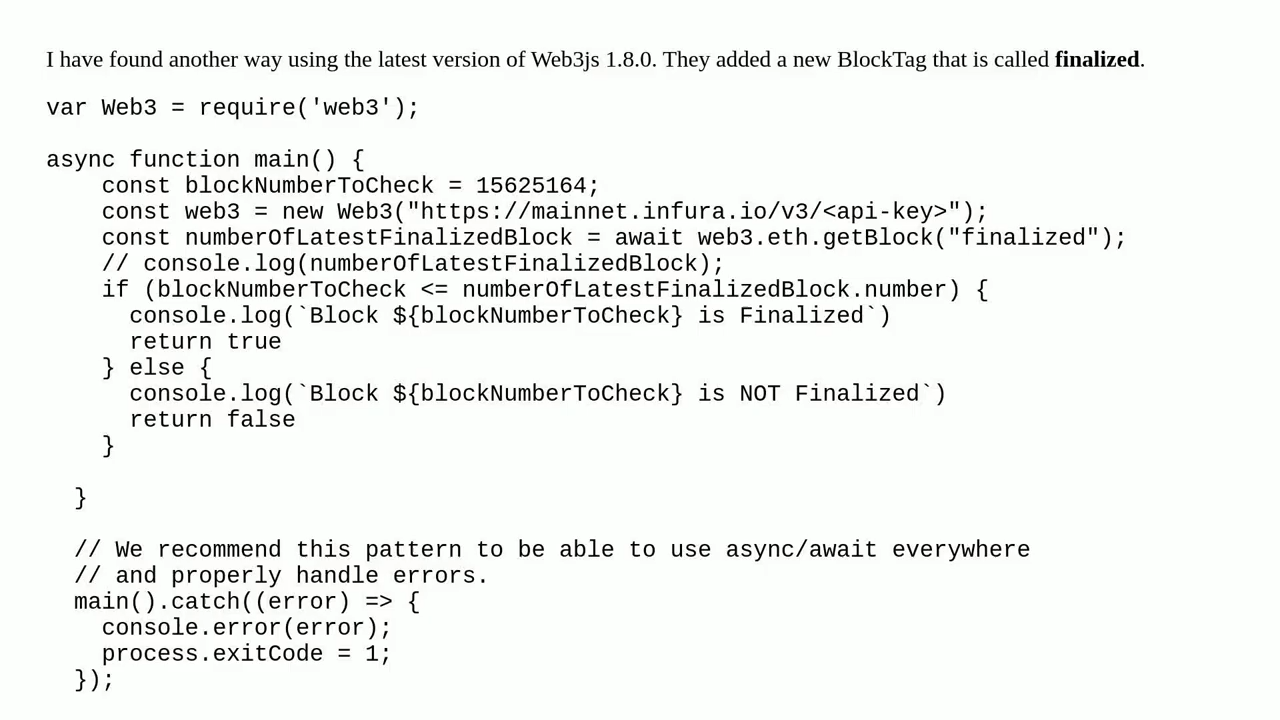 I have found another way using the latest version of Web3js 1.8.0. They added a new BlockTag that is called finalized.
var Web3 = require('web3');
async function main() {
    const blockNumberToCheck = 15625164;
    const web3 = new Web3("https://mainnet.infura.io/v3/<api-key>");
    const numberOfLatestFinalizedBlock = await web3.eth.getBlock("finalized");
    // console.log(numberOfLatestFinalizedBlock);
    if (blockNumberToCheck <= numberOfLatestFinalizedBlock.number) {
      console.log(`Block ${blockNumberToCheck} is Finalized`)
      return true
    } else {
      console.log(`Block ${blockNumberToCheck} is NOT Finalized`)
      return false
    }
  }
  // We recommend this pattern to be able to use async/await everywhere
  // and properly handle errors.
  main().catch((error) => {
    console.error(error);
    process.exitCode = 1;
  });